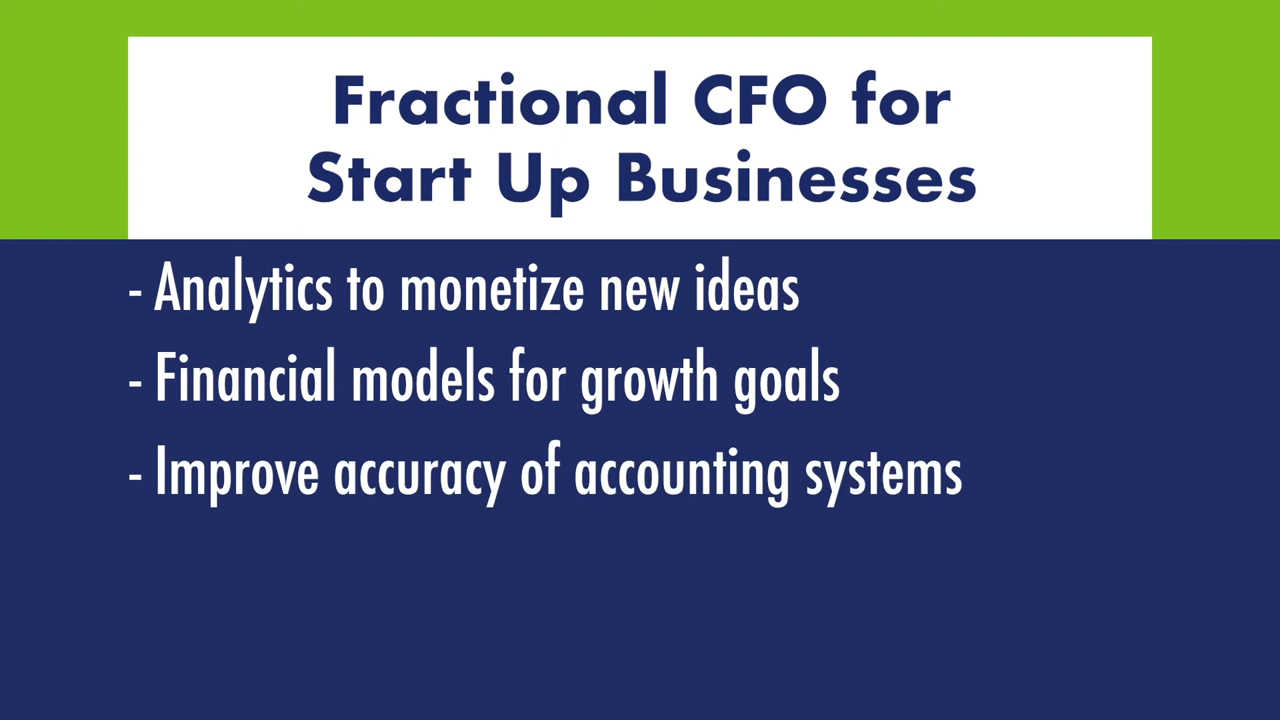 Fractional CFO for
Start Up Businesses
- Analytics to monetize new ideas
- Financial models for growth goals
- Improve accuracy of accounting systems